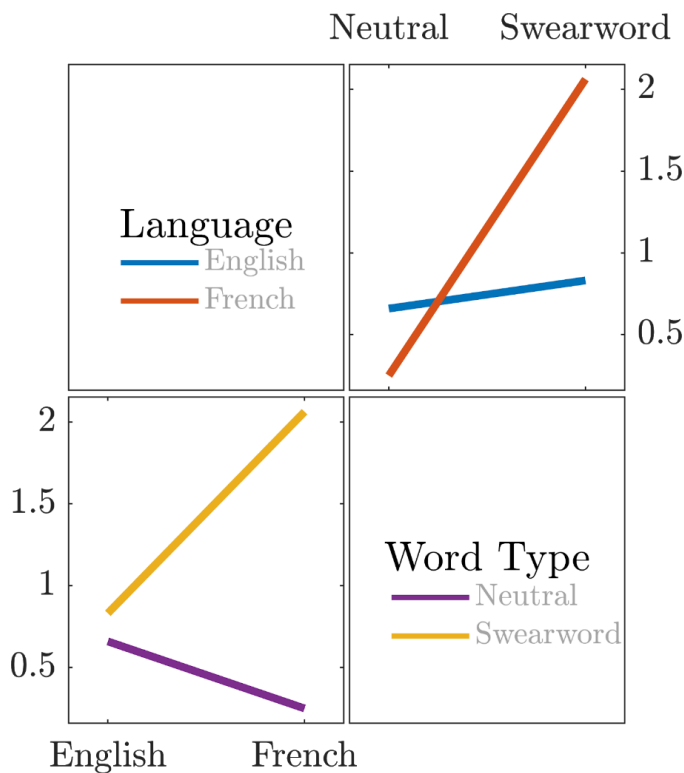 Neutral Swearword
2
1.5
1
0.5
Language
English
French
2
1.5
1
0.5
Word Type
Neutral
Swearword
English French